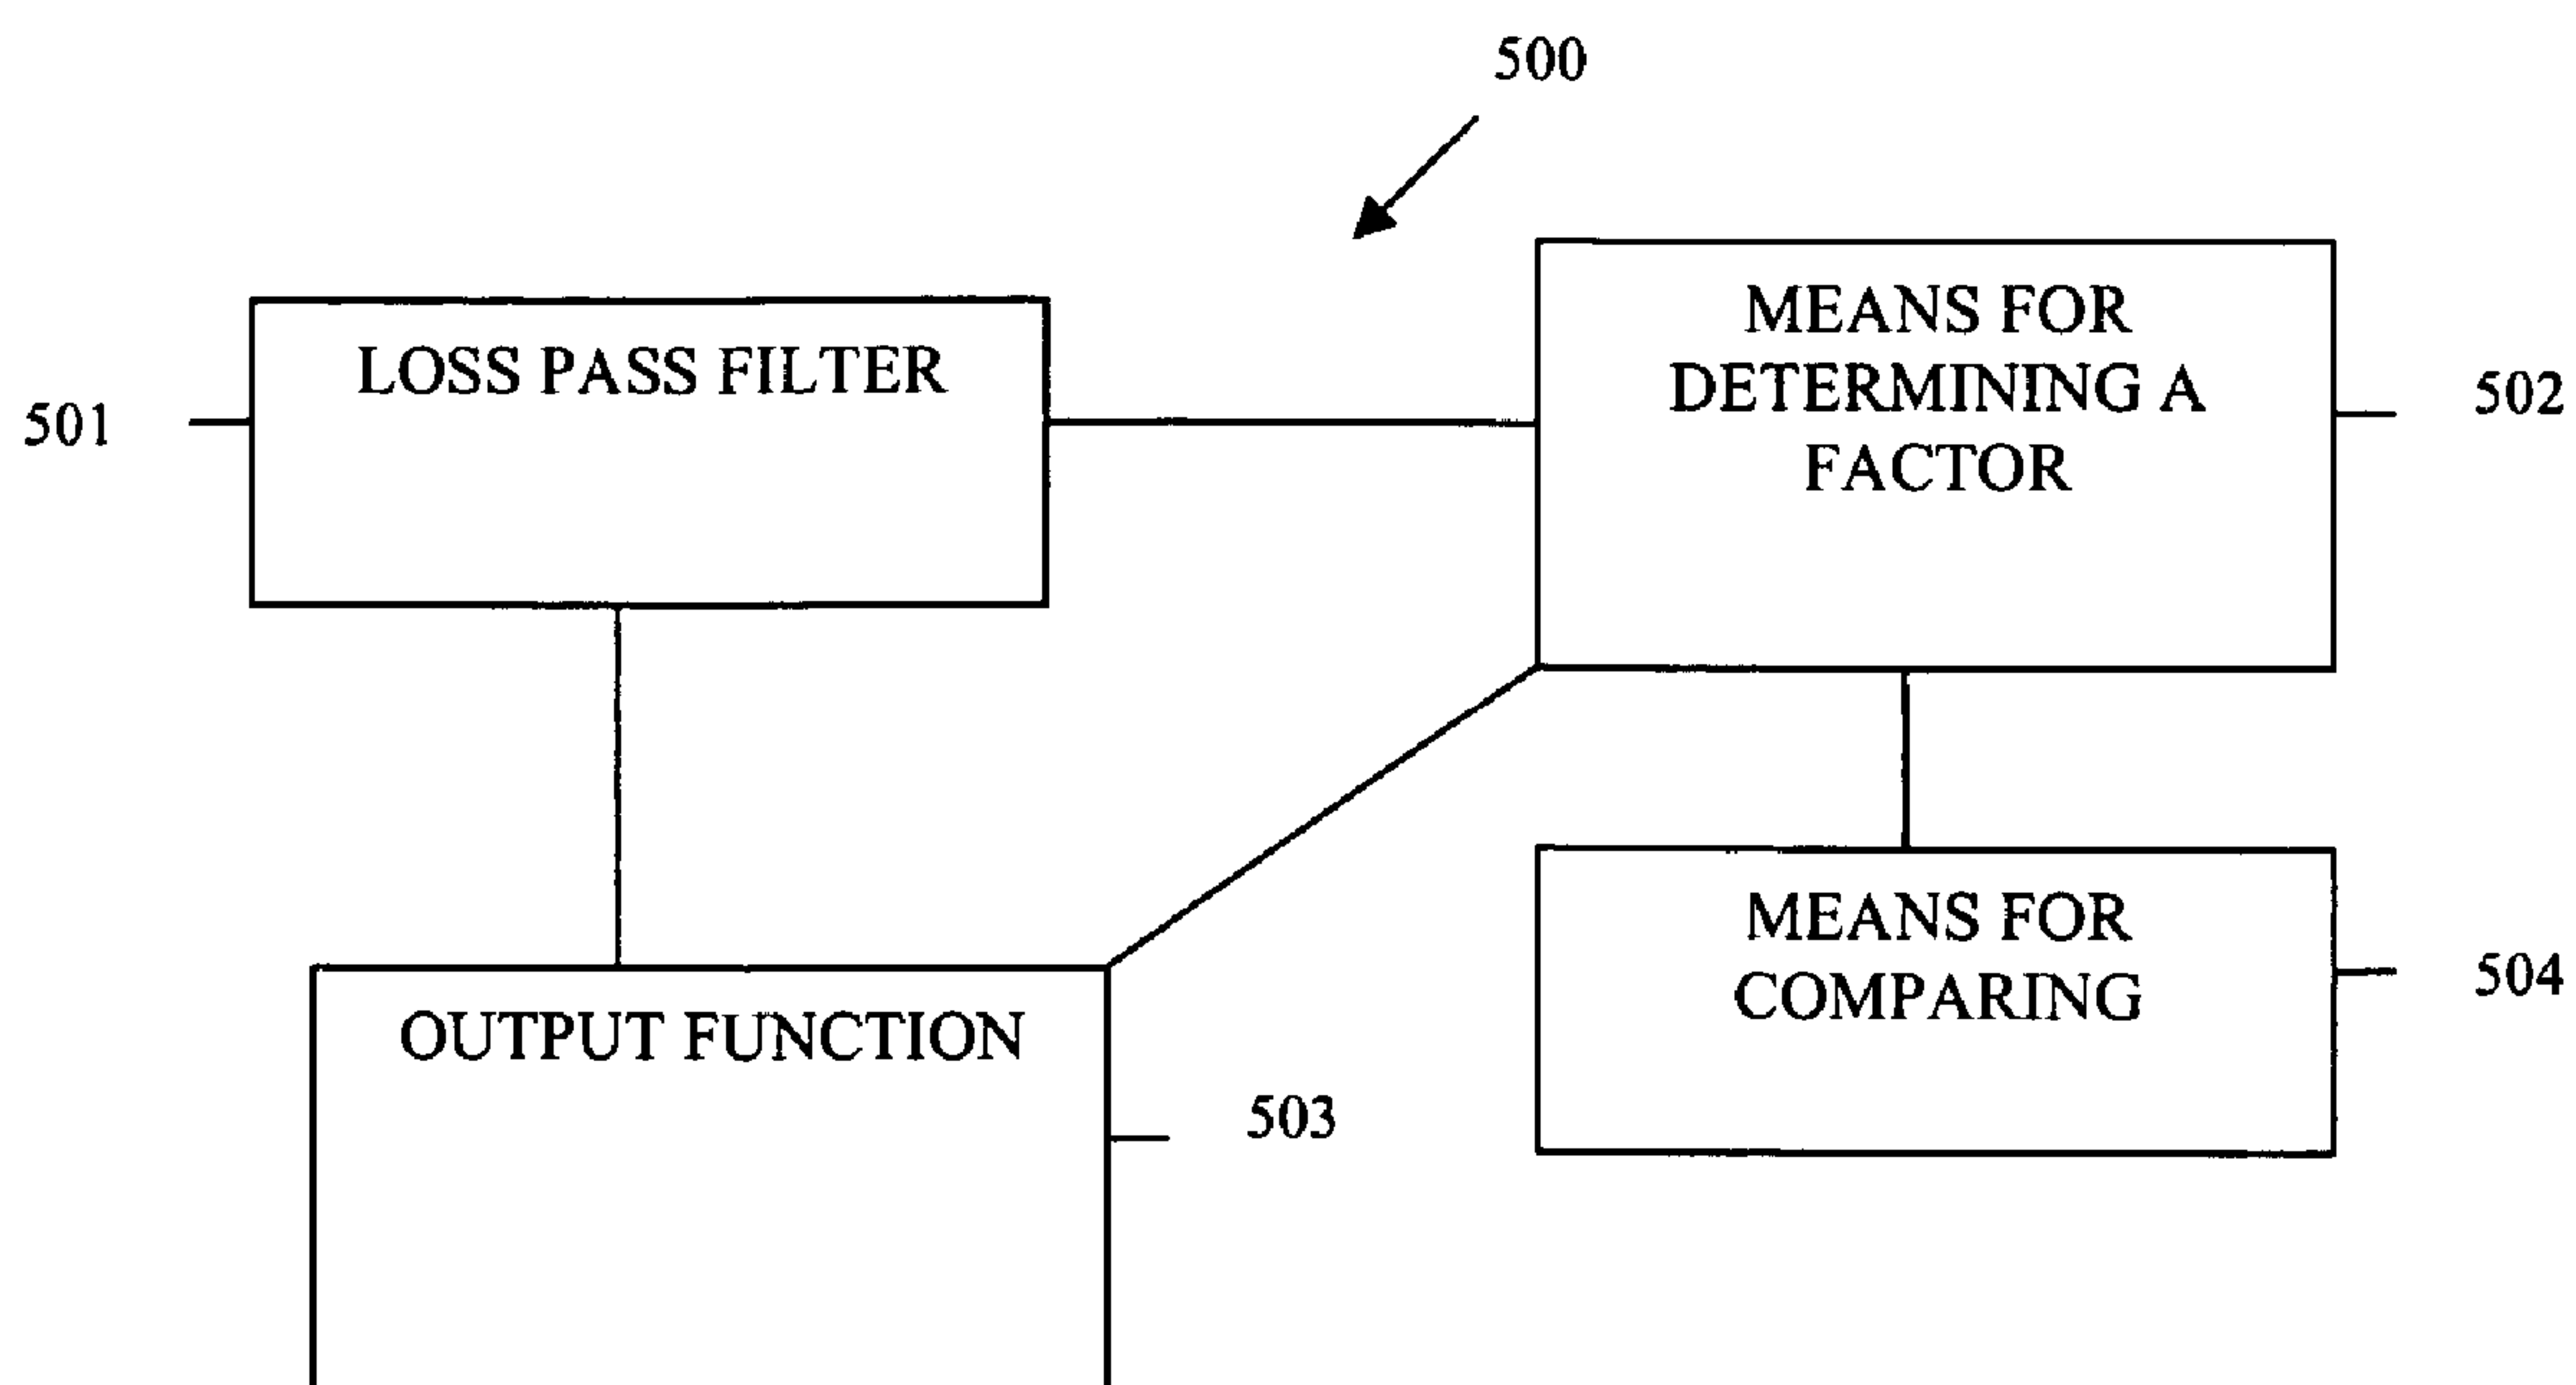 500
LOSS PASS FILTER
501
MEANS FOR
DETERMINING A
FACTOR
502
MEANS FOR
COMPARING
504
OUTPUT FUNCTION
503